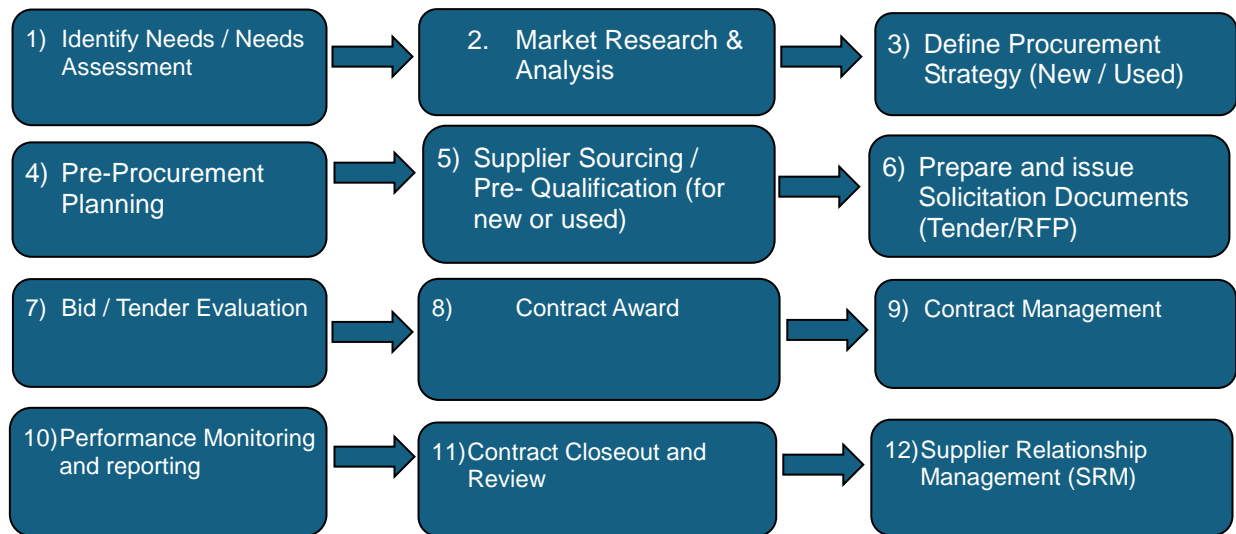 1) Identify Needs / Needs
Assessment
2. Market Research &
Analysis
3) Define Procurement
Strategy (New / Used)
4) Pre-Procurement
Planning
5) Supplier Sourcing /
Pre- Qualification (for
new or used)
6) Prepare and issue
Solicitation Documents
(Tender/RFP)
7) Bid / Tender Evaluation
8) Contract Award
9) Contract Management
10) Performance Monitoring
and reporting
11) Contract Closeout and
Review
12) Supplier Relationship
Management (SRM)